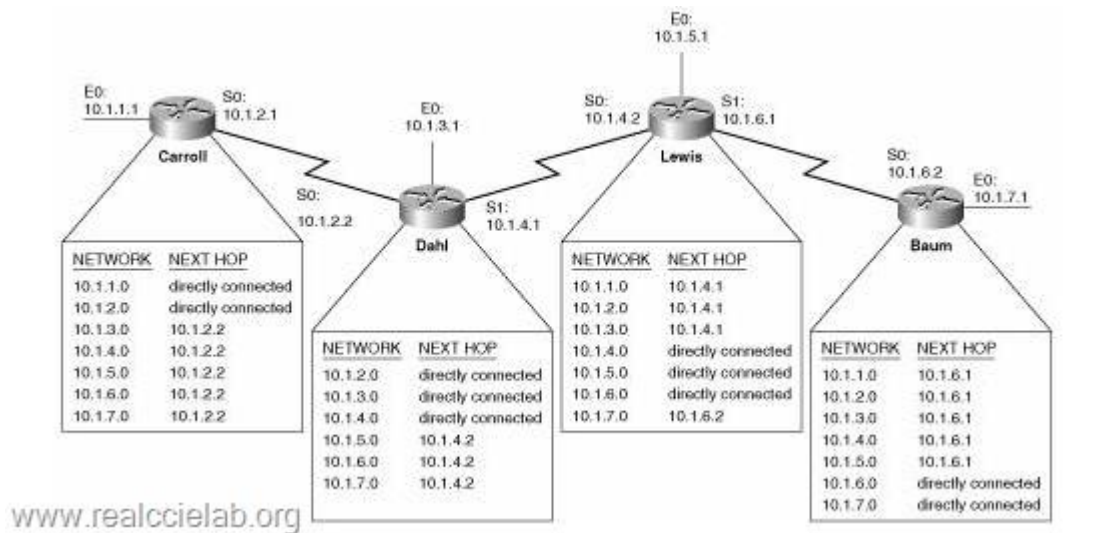 E0:
10.1.5.1
E0:
10.1.1.1
S0:
10.1.2.1
Carroll
E0:
10.1.3.1
S0:
10.1.4.2
S1:
10.1.6.1
Lewis
S0:
10.1.2.2
S1:
10.1.4.1
Dahl
S0:
10.1.6.2
E0:
10.1.7.1
Baum
NETWORK NEXT HOP
10.1.1.0 directly connected
10.1.2.0 directly connected
10.1.3.0 10.1.2.2
10.1.4.0 10.1.2.2
10.1.5.0 10.1.2.2
10.1.6.0 10.1.2.2
10.1.7.0 10.1.2.2
NETWORK NEXT HOP
10.1.2.0 directly connected
10.1.3.0 directly connected
10.1.4.0 directly connected
10.1.5.0 10.1.4.2
10.1.6.0 10.1.4.2
10.1.7.0 10.1.4.2
NETWORK NEXT HOP
10.1.1.0 10.1.4.1
10.1.2.0 10.1.4.1
10.1.3.0 10.1.4.1
10.1.4.0 directly connected
10.1.5.0 directly connected
10.1.6.0 directly connected
10.1.7.0 10.1.6.2
NETWORK NEXT HOP
10.1.1.0 10.1.6.1
10.1.2.0 10.1.6.1
10.1.3.0 10.1.6.1
10.1.4.0 10.1.6.1
10.1.5.0 10.1.6.1
10.1.6.0 directly connected
10.1.7.0 directly connected
www.realccielab.org